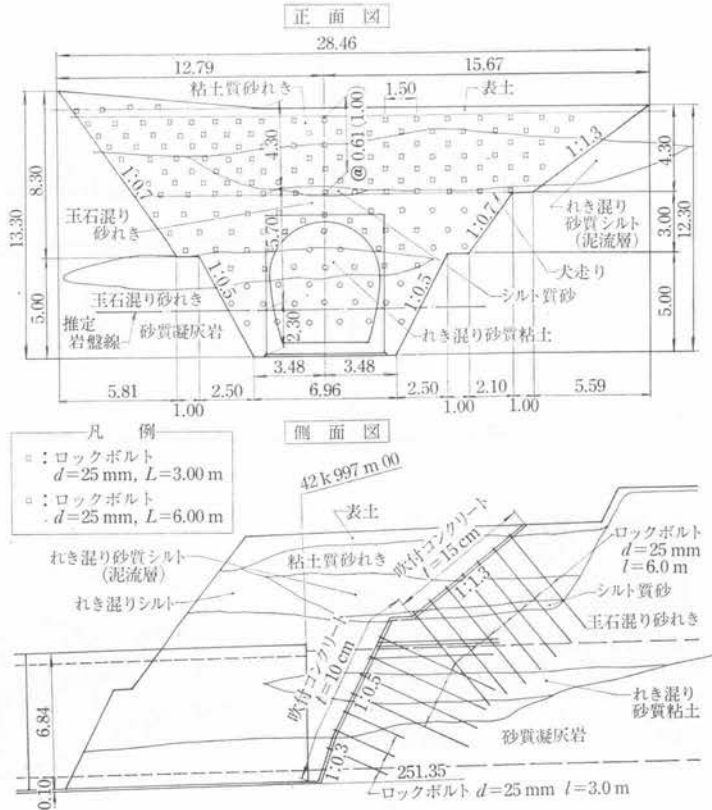 正面図
28.46
12.79
15.67
粘土質砂れき
1.50
表土
4.30
@ 0.61 (1.00)
1:1.3
4.30
8.30
13.30
1:0.7
玉石混り
砂れき
5.70
1:0.7
れき混り
砂質シルト
(泥流層)
3.00
12.30
犬走り
シルト質砂
1:0.5
1:0.5
玉石混り砂れき
推定
岩盤線
砂質凝灰岩
2.30
れき混り砂質粘土
5.00
5.00
3.48
3.48
5.81
2.50
6.96
2.50
2.10
5.59
1.00
1.00
1.00
凡例
□:ロックボルト
d=25 mm, L=3.00 m
□:ロックボルト
d=25 mm, L=6.00 m
側面図
42 k 997 m 00
表土
れき混り砂質シルト
(泥流層)
粘土質砂れき
れき混りシルト
吹付コンクリート
t=15 cm
1:1.3
ロックボルト
d=25 mm
l=6.0 m
シルト質砂
玉石混り砂れき
吹付コンクリート
t=10 cm
1:0.5
れき混り
砂質粘土
砂質凝灰岩
6.84
1:0.3
251.35
0.10
ロックボルト d=25 mm l=3.0 m